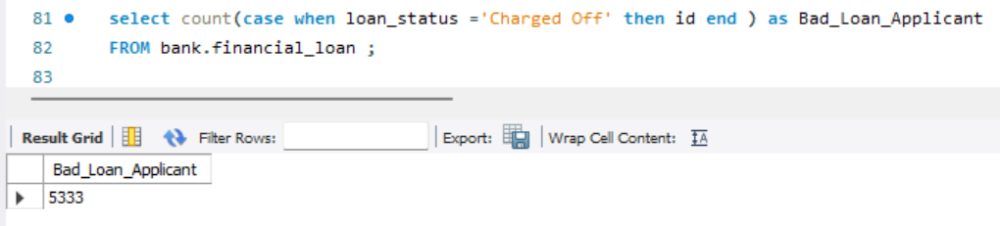 81 select count(case when loan_status ='Charged Off' then id end ) as Bad_Loan_Applicant
82 FROM bank.financial_loan ;
83
Result Grid Filter Rows: Export: Wrap Cell Content: IA
Bad_Loan_Applicant
5333